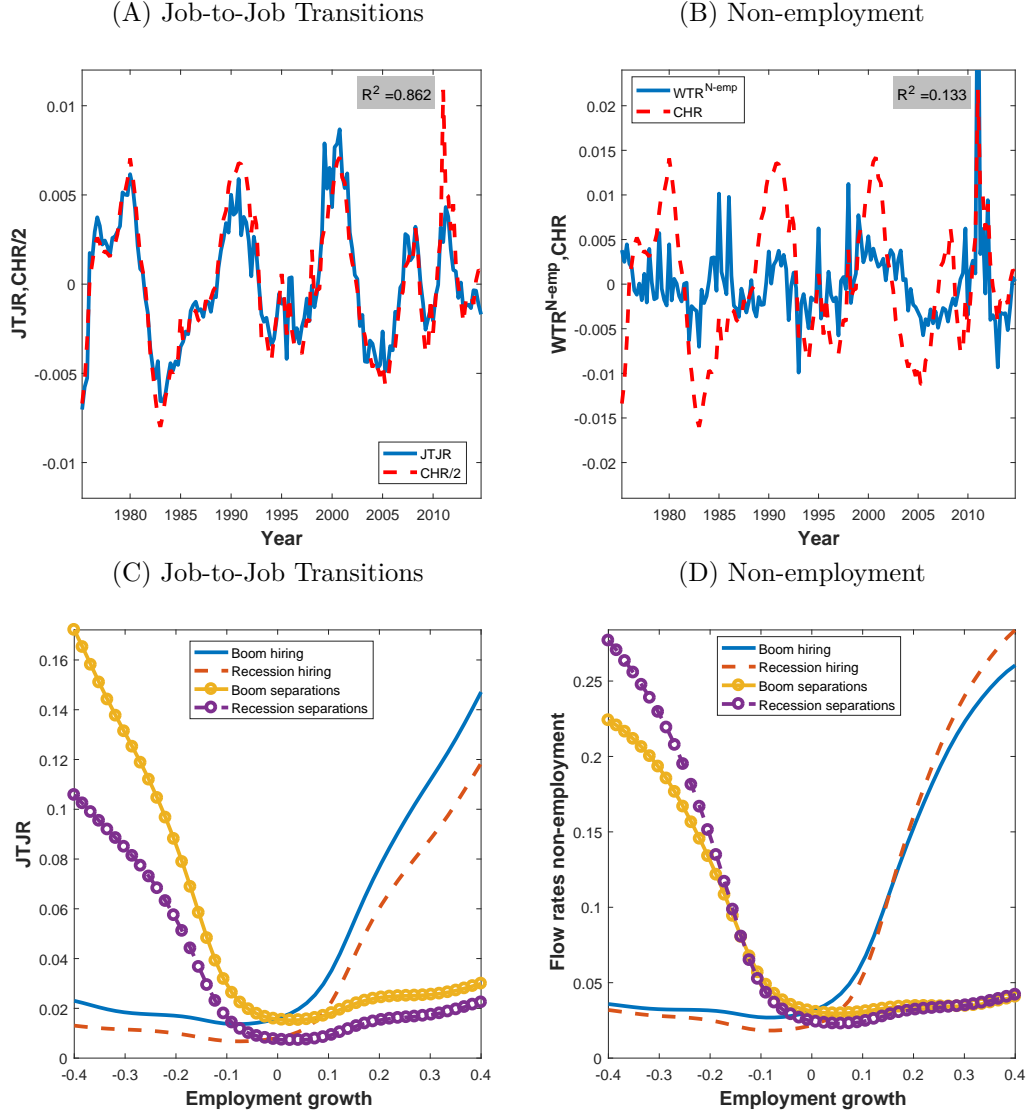 (A) Job-to-Job Transitions
JTJR,CHR/2
0.01
0.005
0
-0.005
-0.01
R² =0.862
JTJR
CHR/2
1980 1985 1990 1995 2000 2005 2010
Year
(B) Non-employment
WTR^N-emp,CHR
0.02
0.015
0.01
0.005
0
-0.005
-0.01
-0.015
-0.02
WTR^N-emp
CHR
R² =0.133
1980 1985 1990 1995 2000 2005 2010
Year
(C) Job-to-Job Transitions
JTJR
0.16
0.14
0.12
0.1
0.08
0.06
0.04
0.02
0
Boom hiring
Recession hiring
Boom separations
Recession separations
-0.4 -0.3 -0.2 -0.1 0 0.1 0.2 0.3 0.4
Employment growth
(D) Non-employment
Flow rates non-employment
0.25
0.2
0.15
0.1
0.05
0
Boom hiring
Recession hiring
Boom separations
Recession separations
-0.4 -0.3 -0.2 -0.1 0 0.1 0.2 0.3 0.4
Employment growth